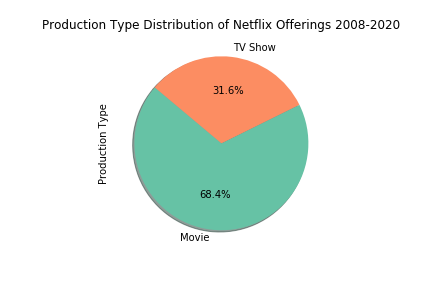 Production Type Distribution of Netflix Offerings 2008-2020
TV Show
31.6%
Production Type
68.4%
Movie